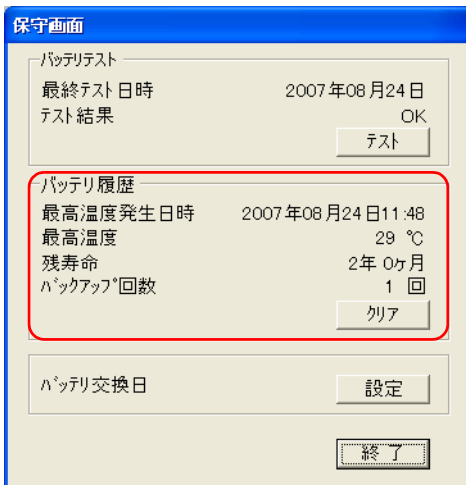 保守画面
バッテリテスト
最終テスト日時 2007年08月24日
テスト結果 OK
テスト
バッテリ履歴
最高温度発生日時 2007年08月24日11:48
最高温度 29 ℃
残寿命 2年 0ヶ月
バックアップ回数 1 回
クリア
バッテリ交換日 設定
終了